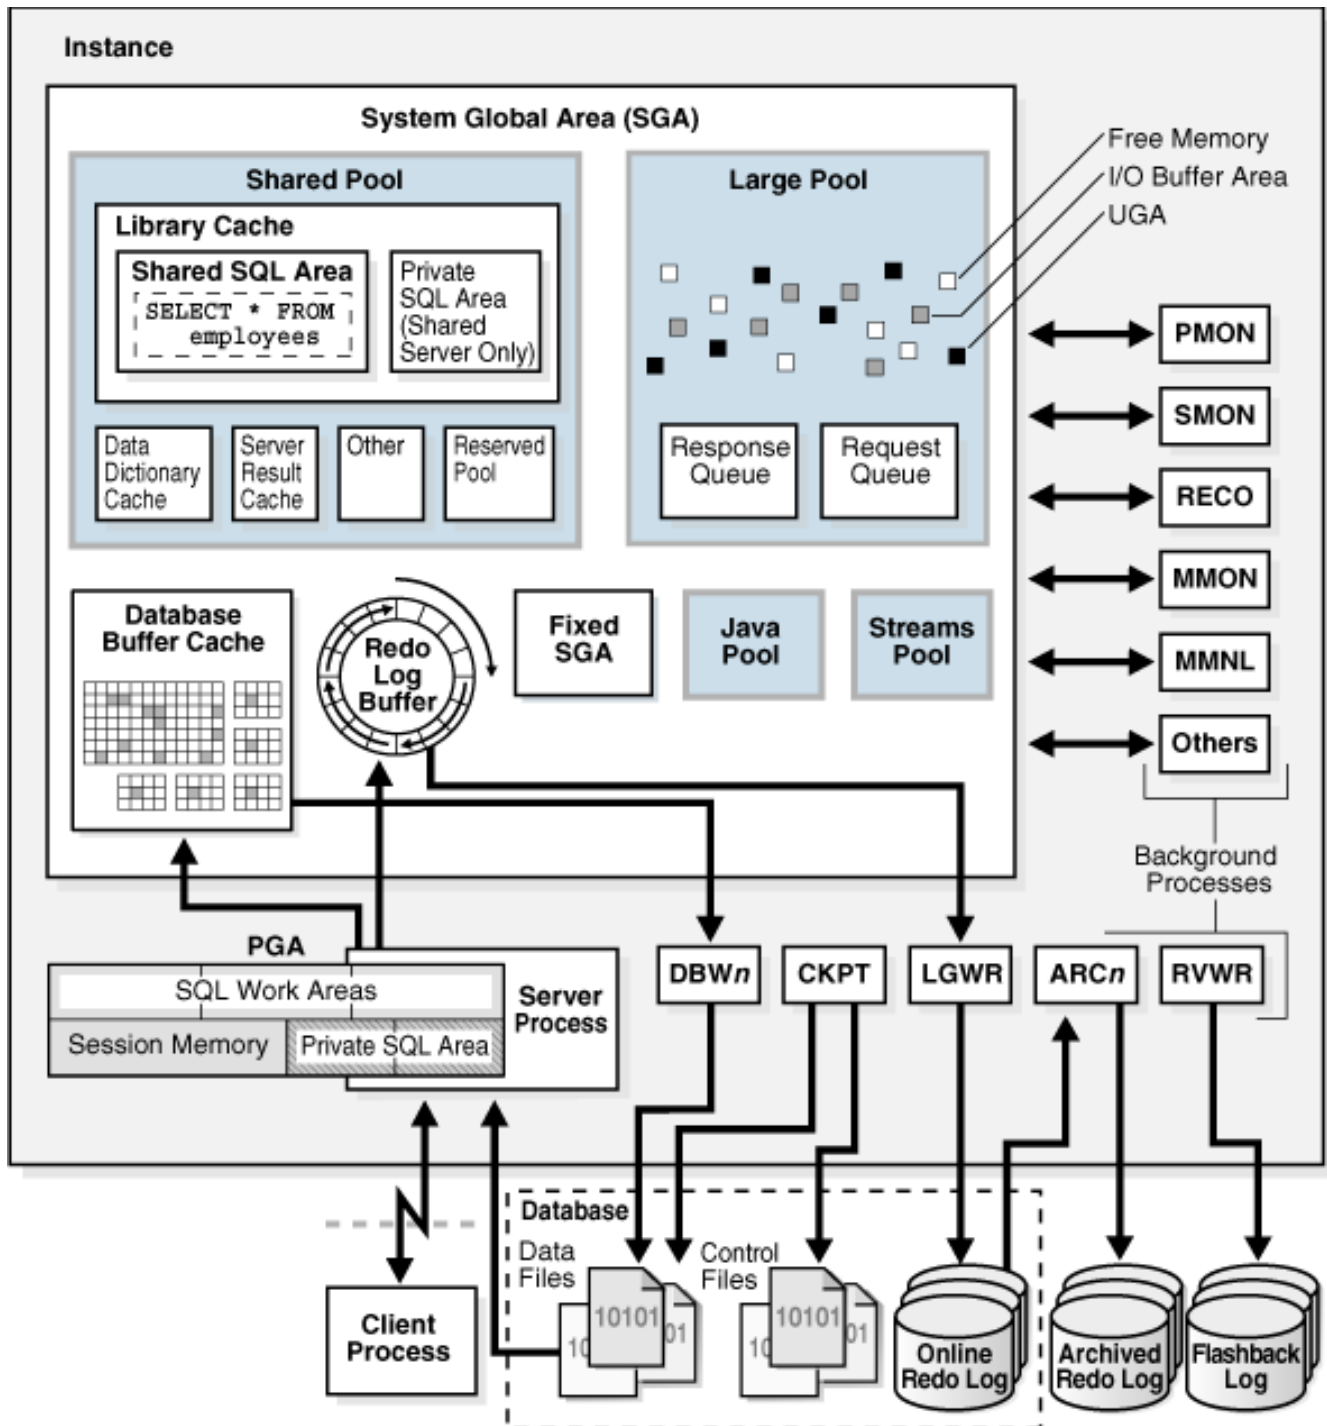 Instance
System Global Area (SGA)
Shared Pool
Library Cache
Shared SQL Area
SELECT * FROM
employees
Private
SQL Area
(Shared
Server Only)
Data
Dictionary
Cache
Server
Result
Cache
Other
Reserved
Pool
Large Pool
Response
Queue
Request
Queue
Free Memory
I/O Buffer Area
UGA
PMON
SMON
RECO
MMON
MMNL
Others
Background
Processes
Database
Buffer Cache
Redo
Log
Buffer
Fixed
SGA
Java
Pool
Streams
Pool
PGA
SQL Work Areas
Session Memory
Private SQL Area
Server
Process
DBWn
CKPT
LGWR
ARCn
RVWR
Client
Process
Database
Data
Files
10101
10
01
Control
Files
10101
10
01
Online
Redo Log
Archived
Redo Log
Flashback
Log